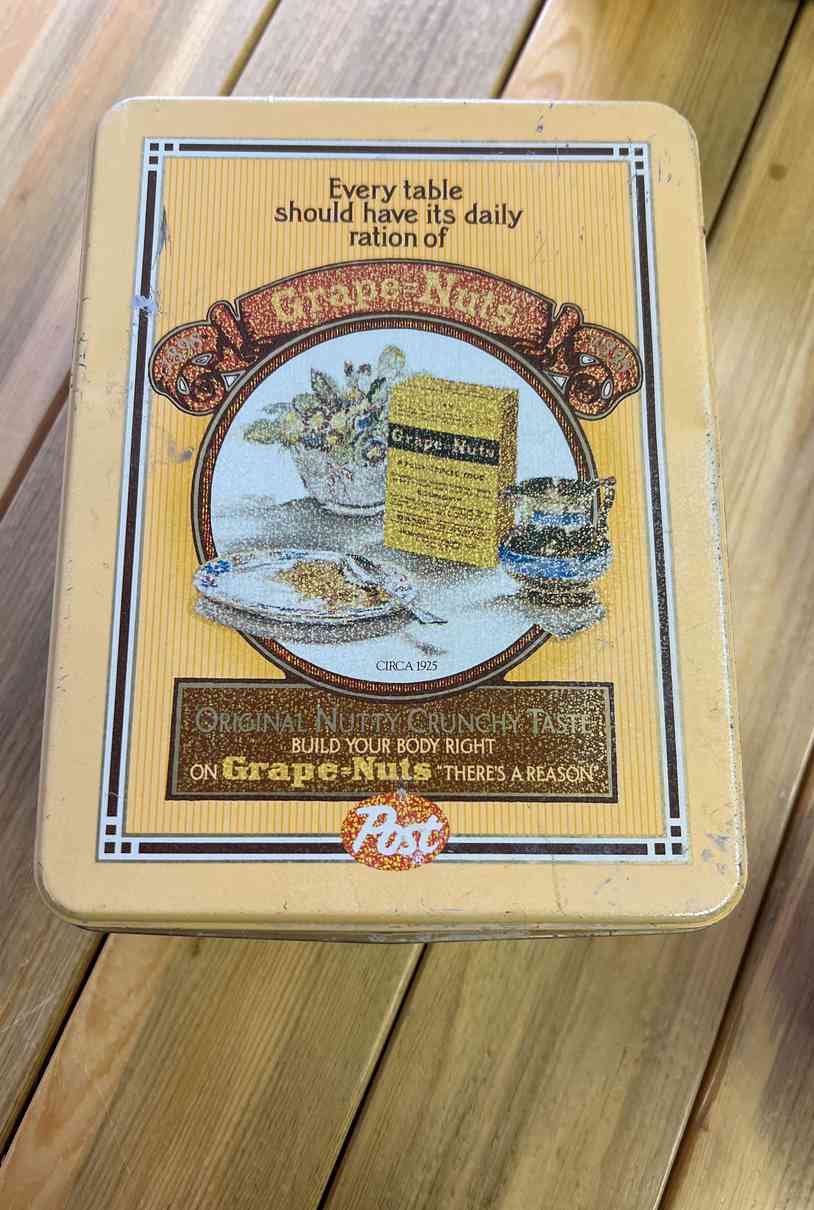 Every table
should have its daily
ration of
Grape=Nuts
Grape-Nuts
CIRCA 1925
ORIGINAL NUTTY CRUNCHY TASTE
BUILD YOUR BODY RIGHT
ON Grape=Nuts "THERE'S A REASON"
Post